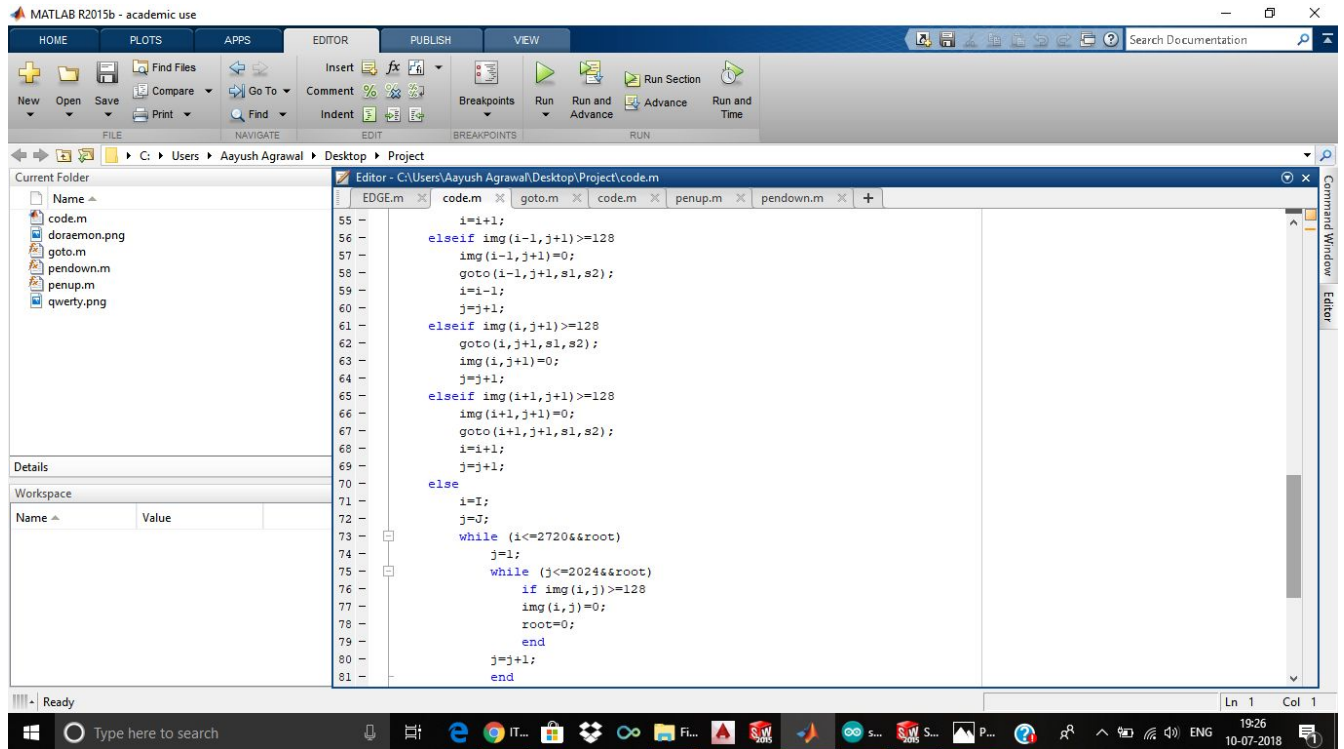 MATLAB R2015b - academic use
HOME PLOTS APPS EDITOR PUBLISH VIEW Search Documentation
New Open Save Find Files Compare Print Go To Find Insert fx Comment Indent Breakpoints Run Run and Advance Run Section Advance Run and Time
FILE NAVIGATE EDIT BREAKPOINTS RUN
C: Users Aayush Agrawal Desktop Project
Current Folder
Name
code.m
doraemon.png
goto.m
pendown.m
penup.m
qwerty.png
Details
Workspace
Name Value
Editor - C:\Users\Aayush Agrawal\Desktop\Project\code.m
EDGE.m code.m goto.m code.m penup.m pendown.m +
55 - i=i+1;
56 - elseif img(i-1,j+1)>=128
57 - img(i-1,j+1)=0;
58 - goto(i-1,j+1,s1,s2);
59 - i=i-1;
60 - j=j+1;
61 - elseif img(i,j+1)>=128
62 - goto(i,j+1,s1,s2);
63 - img(i,j+1)=0;
64 - j=j+1;
65 - elseif img(i+1,j+1)>=128
66 - img(i+1,j+1)=0;
67 - goto(i+1,j+1,s1,s2);
68 - i=i+1;
69 - j=j+1;
70 - else
71 - i=I;
72 - j=J;
73 - while (i<=2720&&root)
74 - j=1;
75 - while (j<=2024&&root)
76 - if img(i,j)>=128
77 - img(i,j)=0;
78 - root=0;
79 - end
80 - j=j+1;
81 - end
Command Window
Editor
Ready
Ln 1 Col 1
Type here to search
IT... Fi... s... S... P... ENG
19:26
10-07-2018